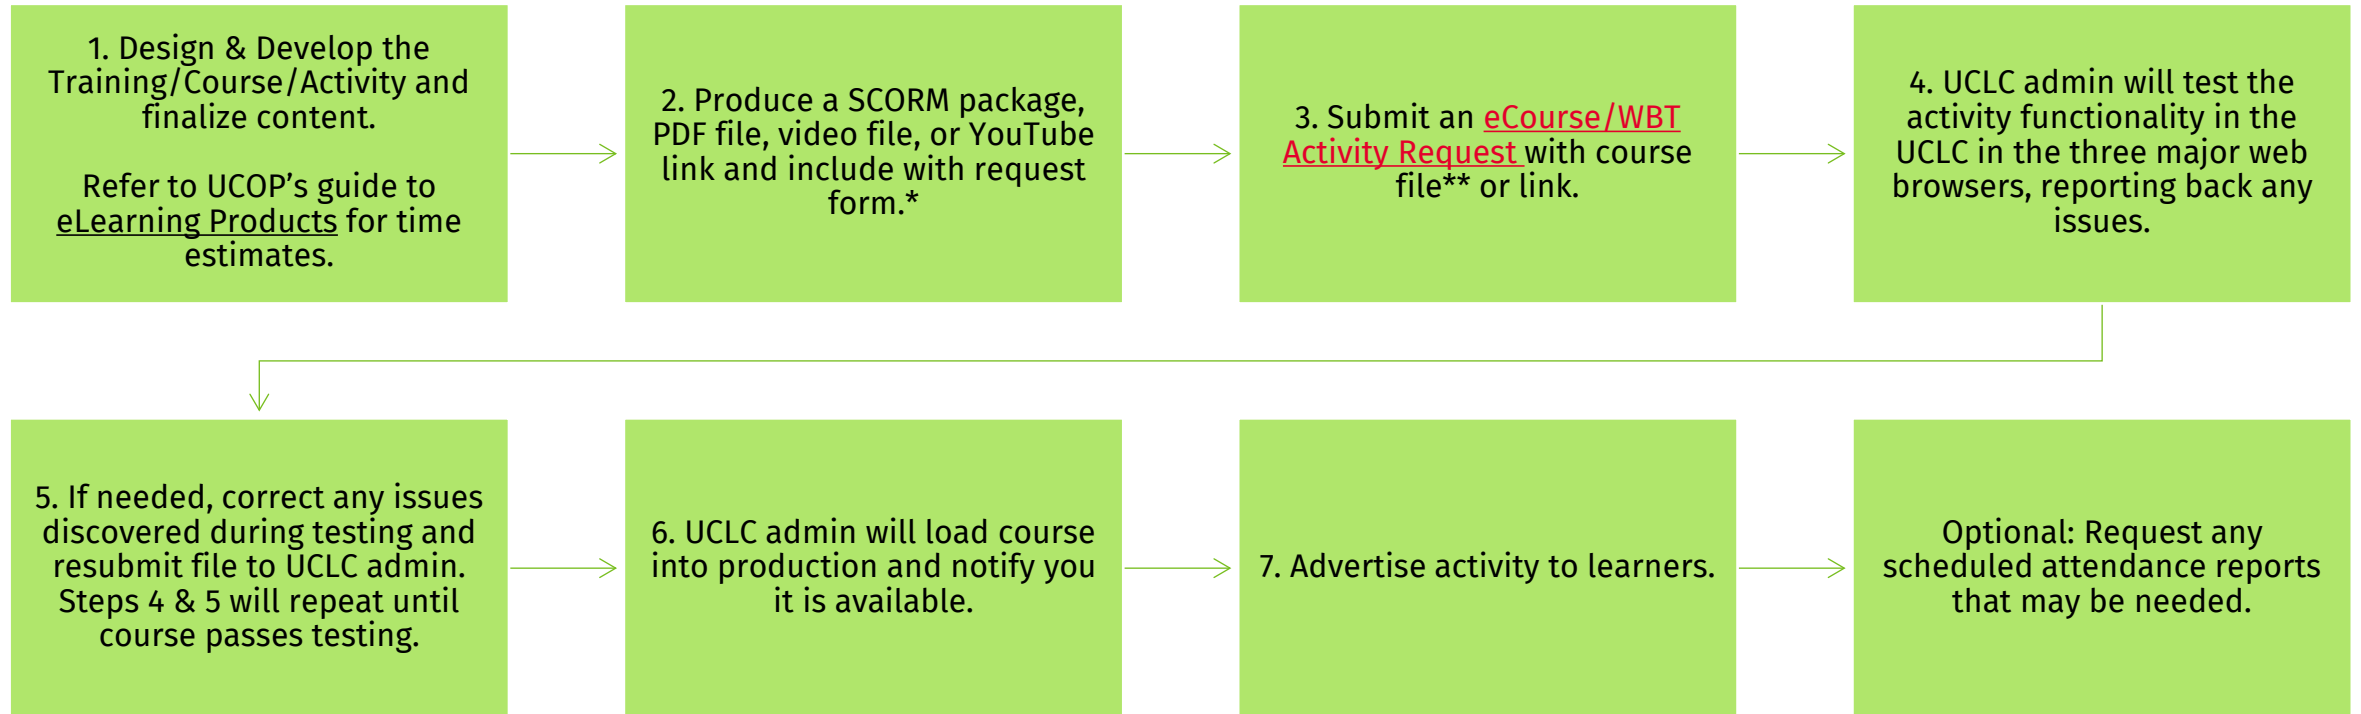 1. Design & Develop the
Training/Course/Activity and
finalize content.
Refer to UCOP’s guide to
eLearning Products for time
estimates.
2. Produce a SCORM package,
PDF file, video file, or YouTube
link and include with request
form.*
3. Submit an eCourse/WBT
Activity Request with course
file** or link.
4. UCLC admin will test the
activity functionality in the
UCLC in the three major web
browsers, reporting back any
issues.
5. If needed, correct any issues
discovered during testing and
resubmit file to UCLC admin.
Steps 4 & 5 will repeat until
course passes testing.
6. UCLC admin will load course
into production and notify you
it is available.
7. Advertise activity to learners.
Optional: Request any
scheduled attendance reports
that may be needed.